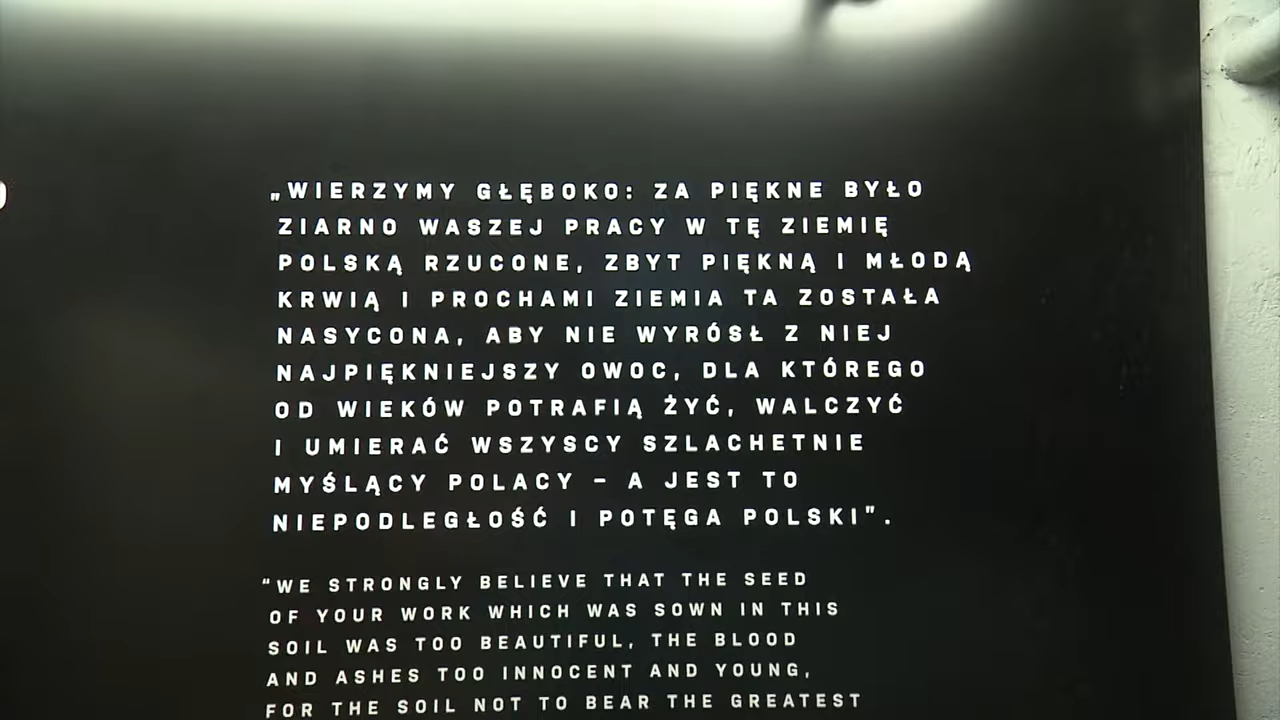 „WIERZYMY GŁĘBOKO: ZA PIĘKNE BYŁO
ZIARNO WASZEJ PRACY W TĘ ZIEMIĘ
POLSKĄ RZUCONE, ZBYT PIĘKNĄ I MŁODĄ
KRWIĄ I PROCHAMI ZIEMIA TA ZOSTAŁA
NASYCONA, ABY NIE WYRÓSŁ Z NIEJ
NAJPIĘKNIEJSZY OWOC, DLA KTÓREGO
OD WIEKÓW POTRAFIĄ ŻYĆ, WALCZYĆ
I UMIERAĆ WSZYSCY SZLACHETNIE
MYŚLĄCY POLACY – A JEST TO
NIEPODLEGŁOŚĆ I POTĘGA POLSKI”.
“WE STRONGLY BELIEVE THAT THE SEED
OF YOUR WORK WHICH WAS SOWN IN THIS
SOIL WAS TOO BEAUTIFUL, THE BLOOD
AND ASHES TOO INNOCENT AND YOUNG,
FOR THE SOIL NOT TO BEAR THE GREATEST